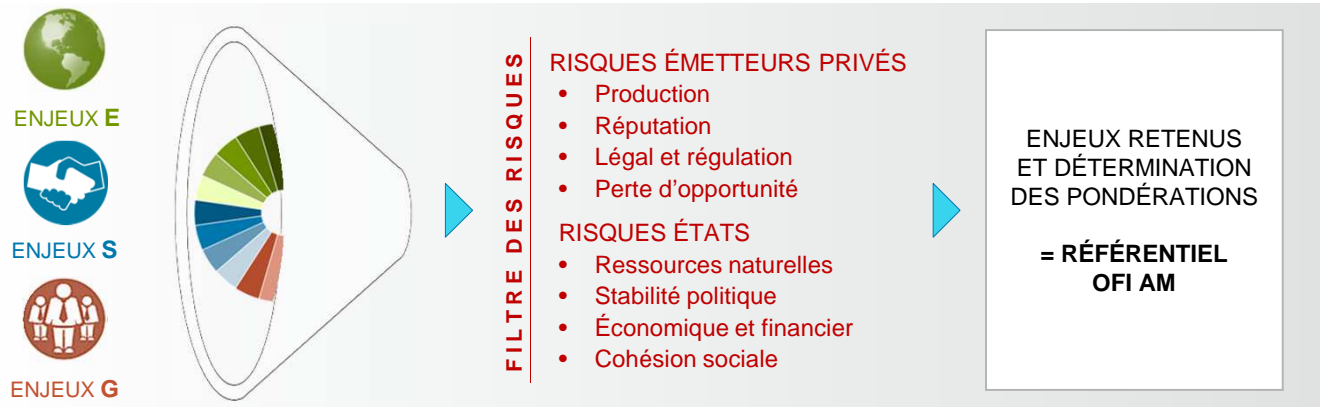 ENJEUX E
ENJEUX S
ENJEUX G
FILTRE DES RISQUES
RISQUES ÉMETTEURS PRIVÉS
• Production
• Réputation
• Légal et régulation
• Perte d’opportunité
RISQUES ÉTATS
• Ressources naturelles
• Stabilité politique
• Économique et financier
• Cohésion sociale
ENJEUX RETENUS
ET DÉTERMINATION
DES PONDÉRATIONS
= RÉFÉRENTIEL
OFI AM